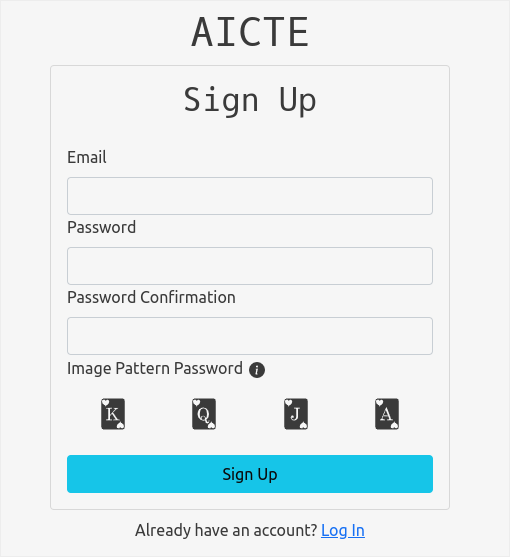 AICTE
Sign Up
Email
Password
Password Confirmation
Image Pattern Password i
K Q J A
Sign Up
Already have an account? Log In